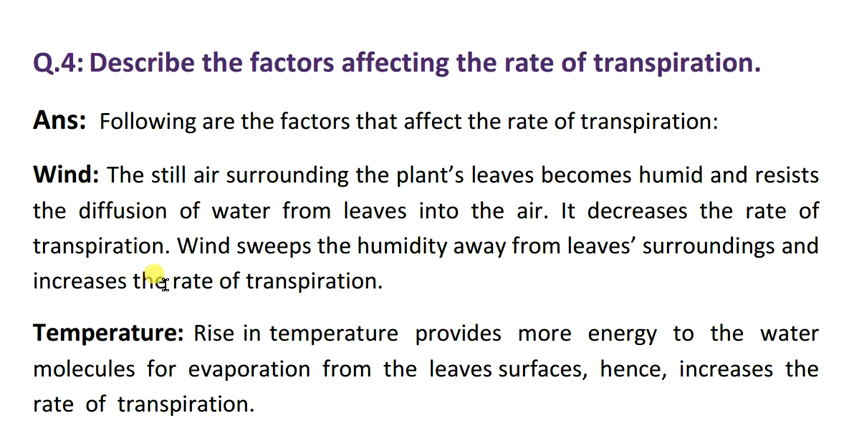 Q.4: Describe the factors affecting the rate of transpiration.
Ans: Following are the factors that affect the rate of transpiration:
Wind: The still air surrounding the plant’s leaves becomes humid and resists
the diffusion of water from leaves into the air. It decreases the rate of
transpiration. Wind sweeps the humidity away from leaves’ surroundings and
increases the rate of transpiration.
Temperature: Rise in temperature provides more energy to the water
molecules for evaporation from the leaves surfaces, hence, increases the
rate of transpiration.